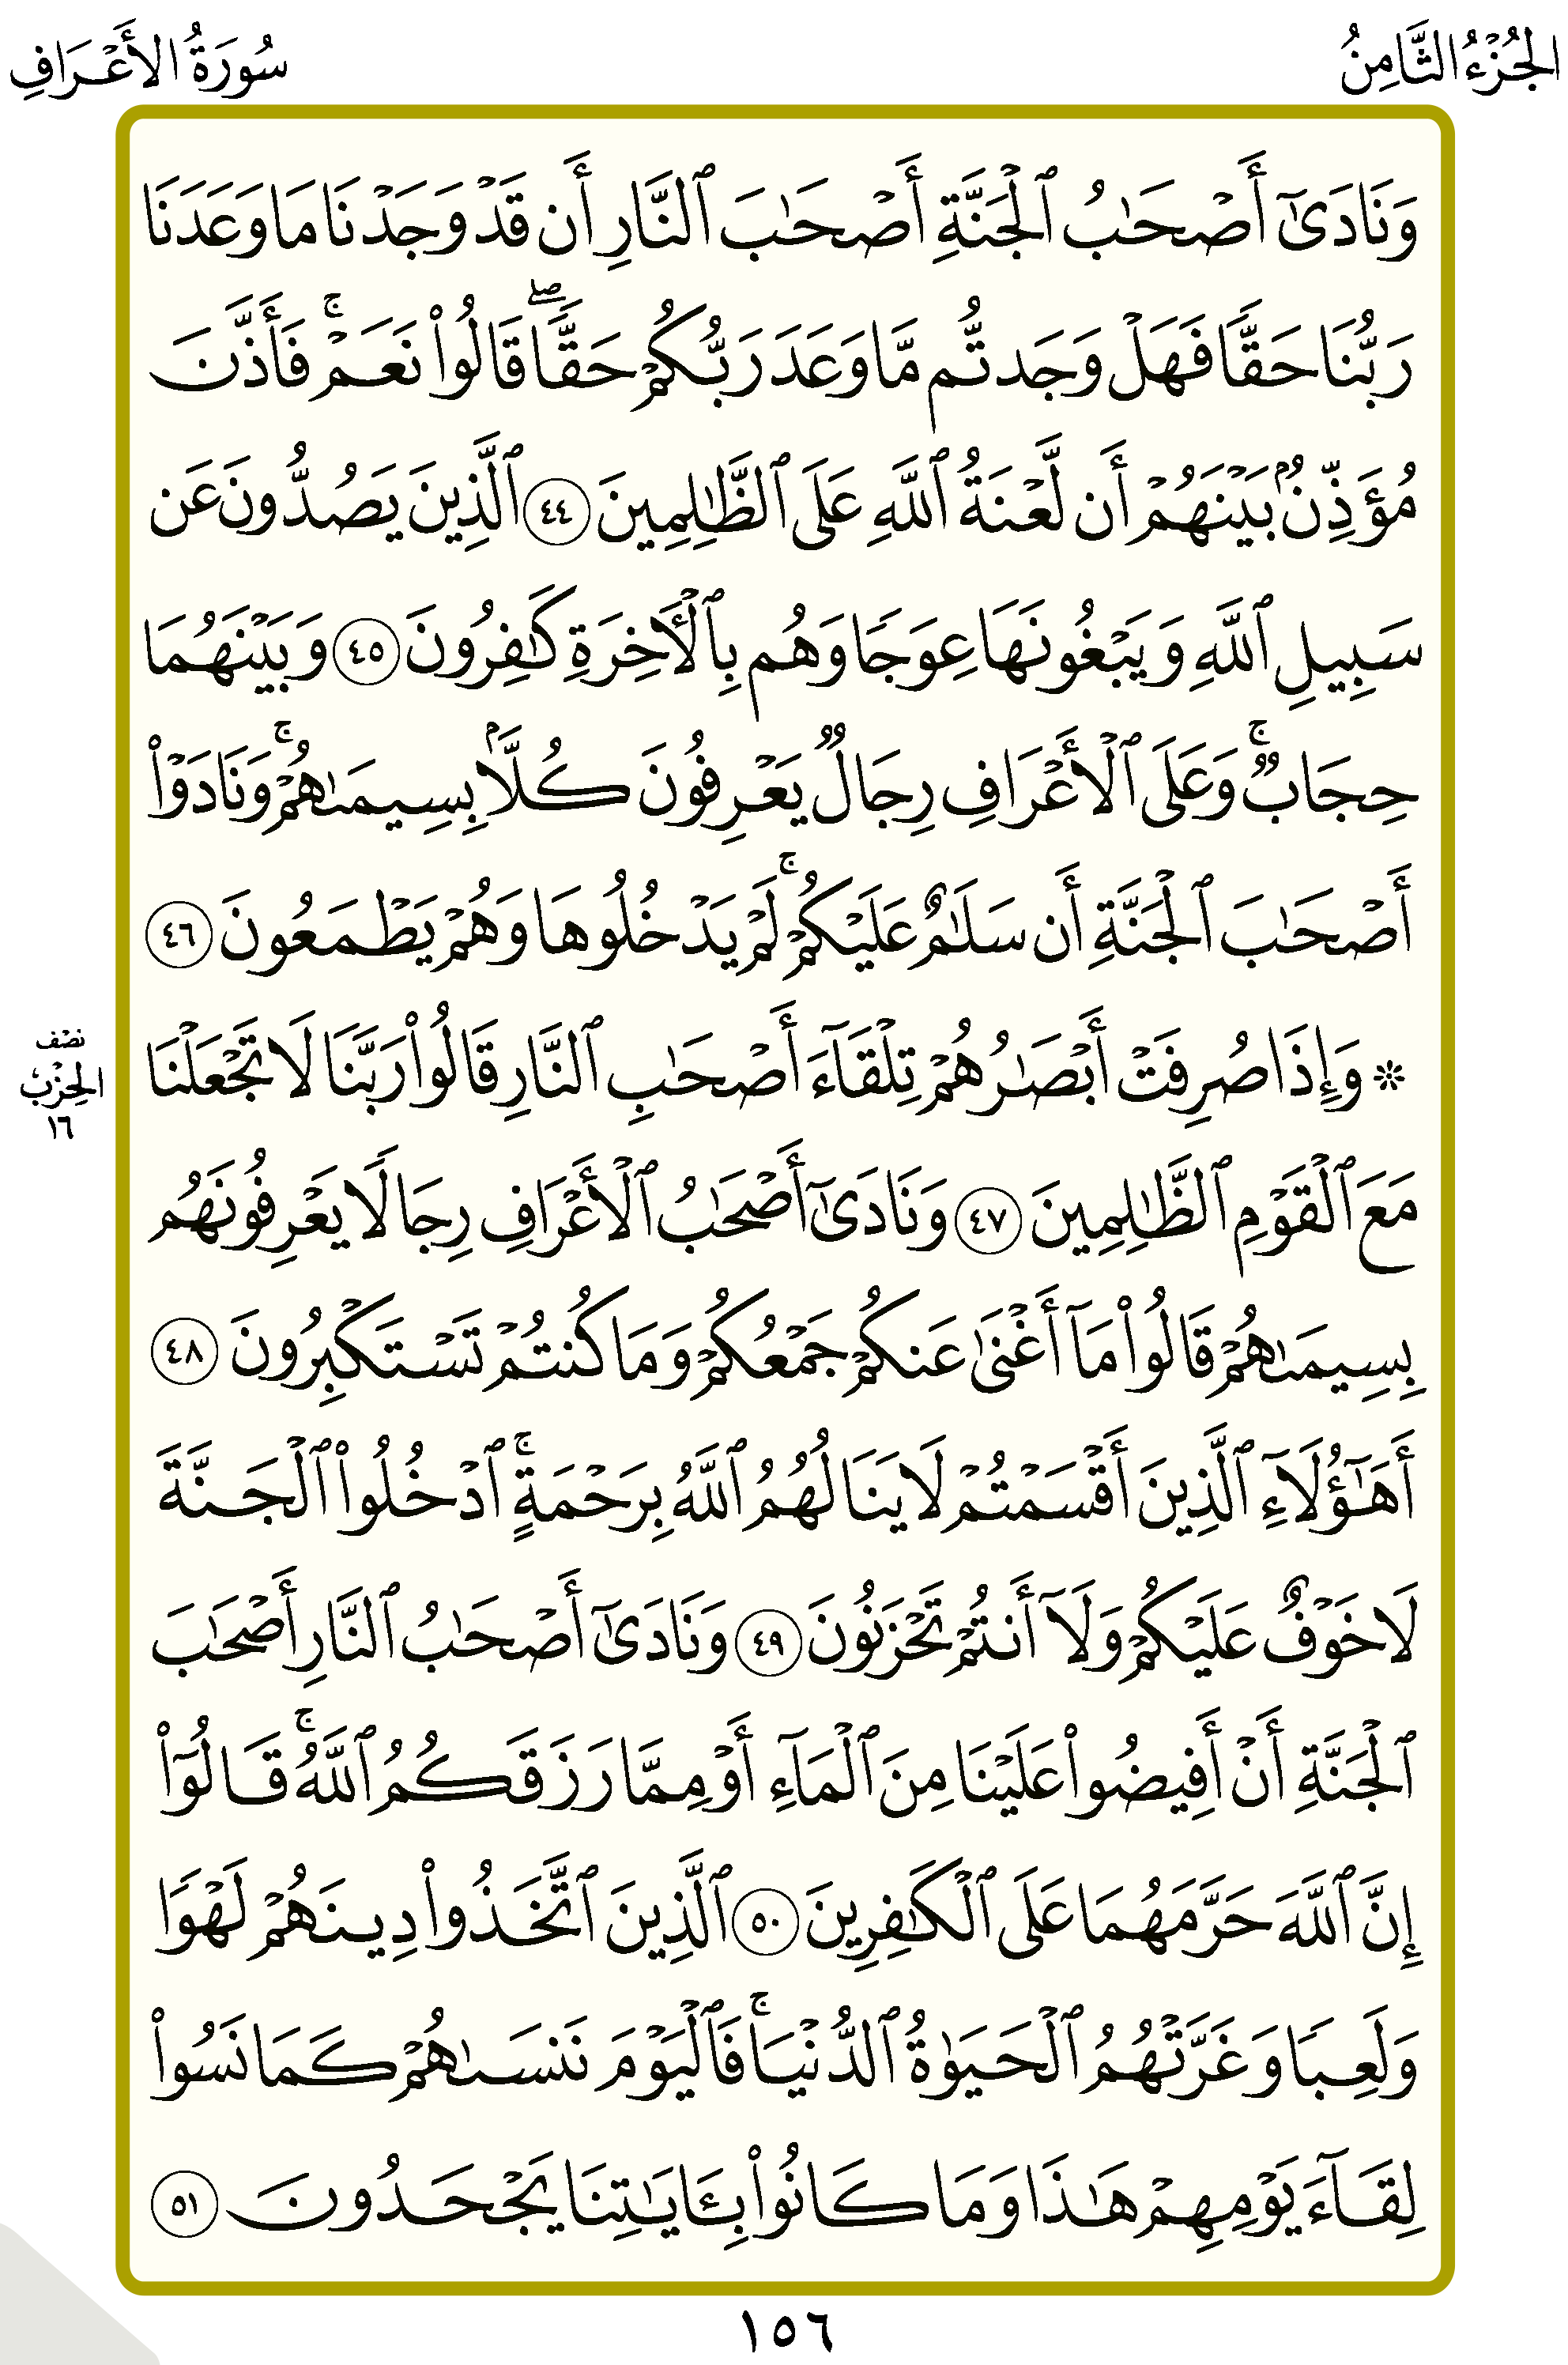 الجُزْءُ الثَّامِنُ
سُورَةُ الأَعْرَافِ
وَنَادَىٰٓ أَصْحَٰبُ ٱلْجَنَّةِ أَصْحَٰبَ ٱلنَّارِ أَن قَدْ وَجَدْنَا مَا وَعَدَنَا
رَبُّنَا حَقًّا فَهَلْ وَجَدتُّم مَّا وَعَدَ رَبُّكُمْ حَقًّاۖ قَالُوا۟ نَعَمْۚ فَأَذَّنَ
مُؤَذِّنٌۢ بَيْنَهُمْ أَن لَّعْنَةُ ٱللَّهِ عَلَى ٱلظَّٰلِمِينَ ٤٤ ٱلَّذِينَ يَصُدُّونَ عَن
سَبِيلِ ٱللَّهِ وَيَبْغُونَهَا عِوَجًا وَهُم بِٱلْأَخِرَةِ كَٰفِرُونَ ٤٥ وَبَيْنَهُمَا
حِجَابٌۚ وَعَلَى ٱلْأَعْرَافِ رِجَالٌ يَعْرِفُونَ كُلًّۢا بِسِيمَىٰهُمْۚ وَنَادَوْا۟
أَصْحَٰبَ ٱلْجَنَّةِ أَن سَلَٰمٌ عَلَيْكُمْۚ لَمْ يَدْخُلُوهَا وَهُمْ يَطْمَعُونَ ٤٦
نصف
الحِزْب
١٦
۞ وَإِذَا صُرِفَتْ أَبْصَٰرُهُمْ تِلْقَآءَ أَصْحَٰبِ ٱلنَّارِ قَالُوا۟ رَبَّنَا لَا تَجْعَلْنَا
مَعَ ٱلْقَوْمِ ٱلظَّٰلِمِينَ ٤٧ وَنَادَىٰٓ أَصْحَٰبُ ٱلْأَعْرَافِ رِجَالًا يَعْرِفُونَهُم
بِسِيمَىٰهُمْ قَالُوا۟ مَآ أَغْنَىٰ عَنكُمْ جَمْعُكُمْ وَمَا كُنتُمْ تَسْتَكْبِرُونَ ٤٨
أَهَٰٓؤُلَآءِ ٱلَّذِينَ أَقْسَمْتُمْ لَا يَنَالُهُمُ ٱللَّهُ بِرَحْمَةٍۚ ٱدْخُلُوا۟ ٱلْجَنَّةَ
لَا خَوْفٌ عَلَيْكُمْ وَلَآ أَنتُمْ تَحْزَنُونَ ٤٩ وَنَادَىٰٓ أَصْحَٰبُ ٱلنَّارِ أَصْحَٰبَ
ٱلْجَنَّةِ أَنْ أَفِيضُوا۟ عَلَيْنَا مِنَ ٱلْمَآءِ أَوْ مِمَّا رَزَقَكُمُ ٱللَّهُۚ قَالُوٓا۟
إِنَّ ٱللَّهَ حَرَّمَهُمَا عَلَى ٱلْكَٰفِرِينَ ٥٠ ٱلَّذِينَ ٱتَّخَذُوا۟ دِينَهُمْ لَهْوًا
وَلَعِبًا وَغَرَّتْهُمُ ٱلْحَيَوٰةُ ٱلدُّنْيَاۚ فَٱلْيَوْمَ نَنسَىٰهُمْ كَمَا نَسُوا۟
لِقَآءَ يَوْمِهِمْ هَٰذَا وَمَا كَانُوا۟ بِـَٔايَٰتِنَا يَجْحَدُونَ ٥١
١٥٦